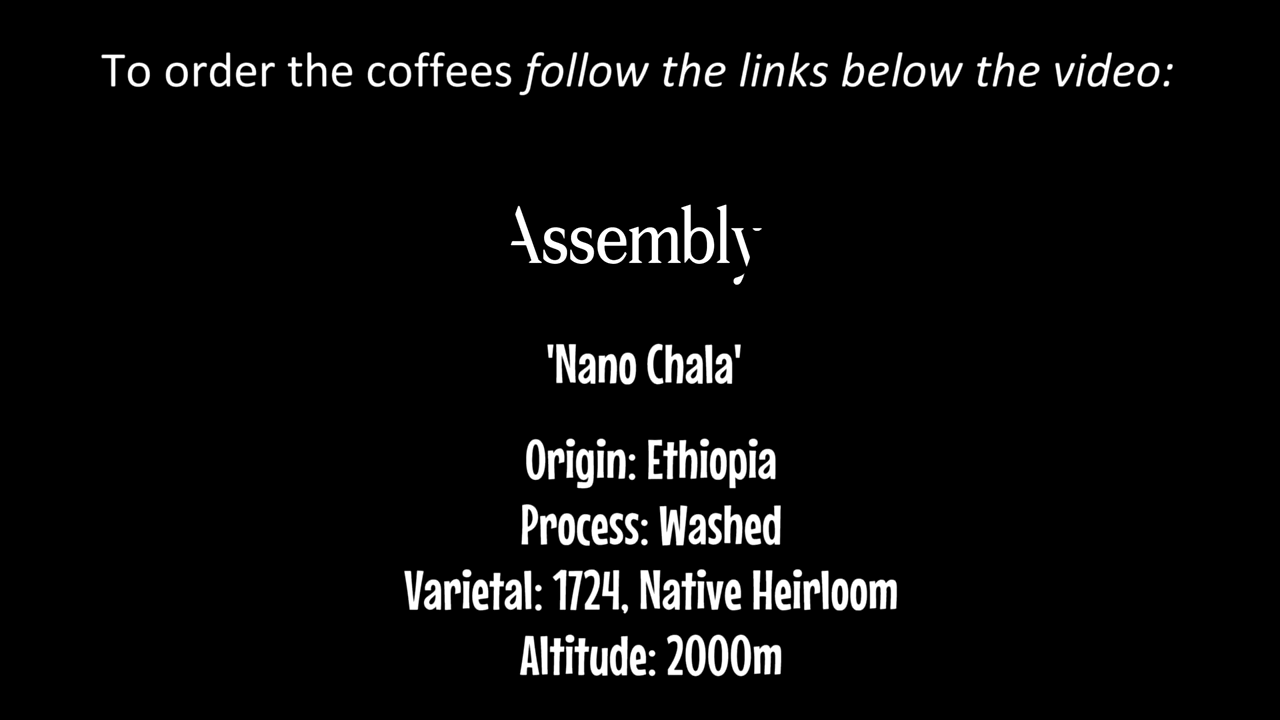 To order the coffees follow the links below the video:
Assembly
'Nano Chala'
Origin: Ethiopia
Process: Washed
Varietal: 1724, Native Heirloom
Altitude: 2000m